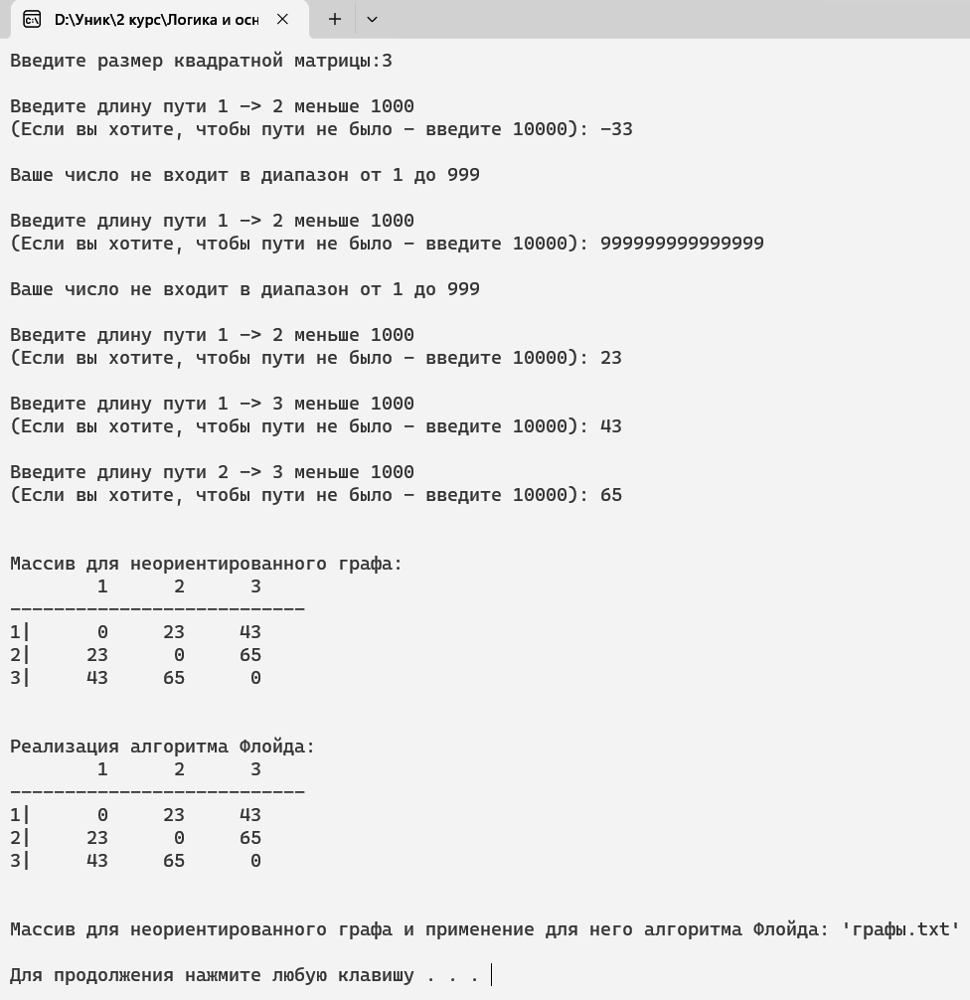 D:\Уник\2 курс\Логика и осн
Введите размер квадратной матрицы:3
Введите длину пути 1 -> 2 меньше 1000
(Если вы хотите, чтобы пути не было - введите 10000): -33
Ваше число не входит в диапазон от 1 до 999
Введите длину пути 1 -> 2 меньше 1000
(Если вы хотите, чтобы пути не было - введите 10000): 999999999999999
Ваше число не входит в диапазон от 1 до 999
Введите длину пути 1 -> 2 меньше 1000
(Если вы хотите, чтобы пути не было - введите 10000): 23
Введите длину пути 1 -> 3 меньше 1000
(Если вы хотите, чтобы пути не было - введите 10000): 43
Введите длину пути 2 -> 3 меньше 1000
(Если вы хотите, чтобы пути не было - введите 10000): 65
Массив для неориентированного графа:
1 2 3
---------------------------
1| 0 23 43
2| 23 0 65
3| 43 65 0
Реализация алгоритма Флойда:
1 2 3
---------------------------
1| 0 23 43
2| 23 0 65
3| 43 65 0
Массив для неориентированного графа и применение для него алгоритма Флойда: 'графы.txt'
Для продолжения нажмите любую клавишу . . .